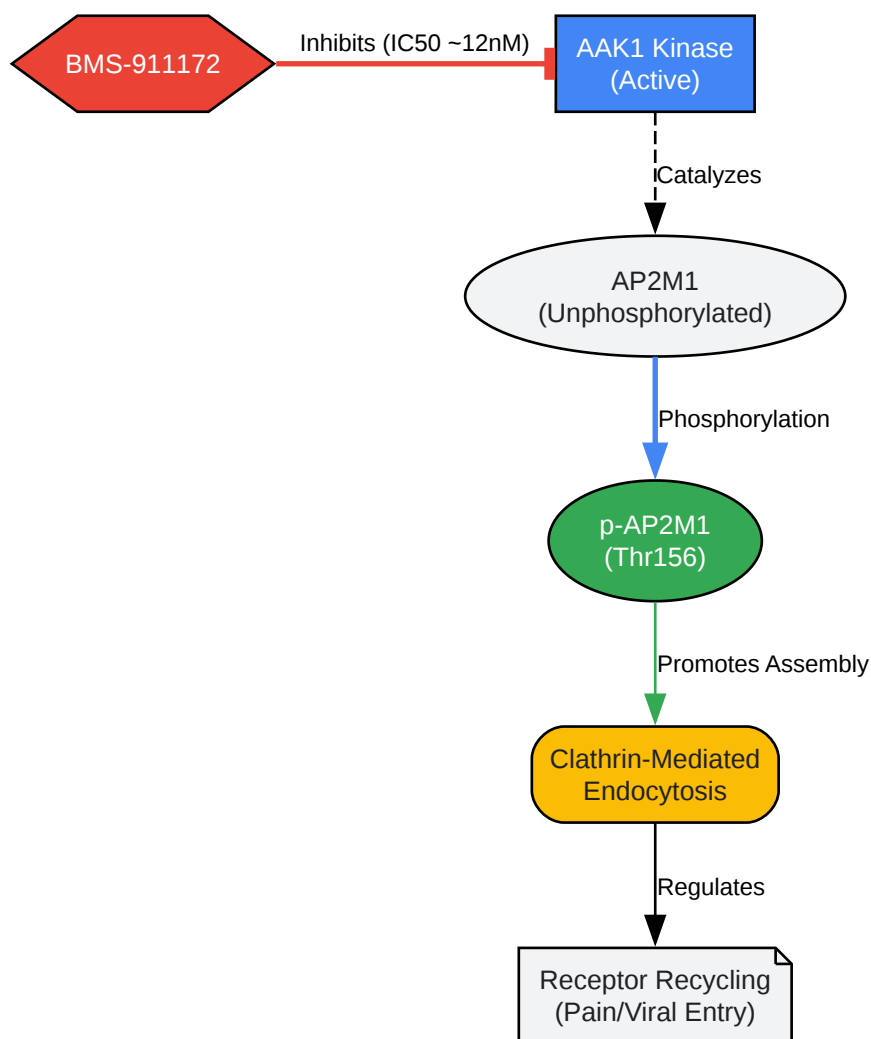 BMS-911172
Inhibits (IC50 ~12nM)
AAK1 Kinase
(Active)
Catalyzes
AP2M1
(Unphosphorylated)
Phosphorylation
p-AP2M1
(Thr156)
Promotes Assembly
Clathrin-Mediated
Endocytosis
Regulates
Receptor Recycling
(Pain/Viral Entry)